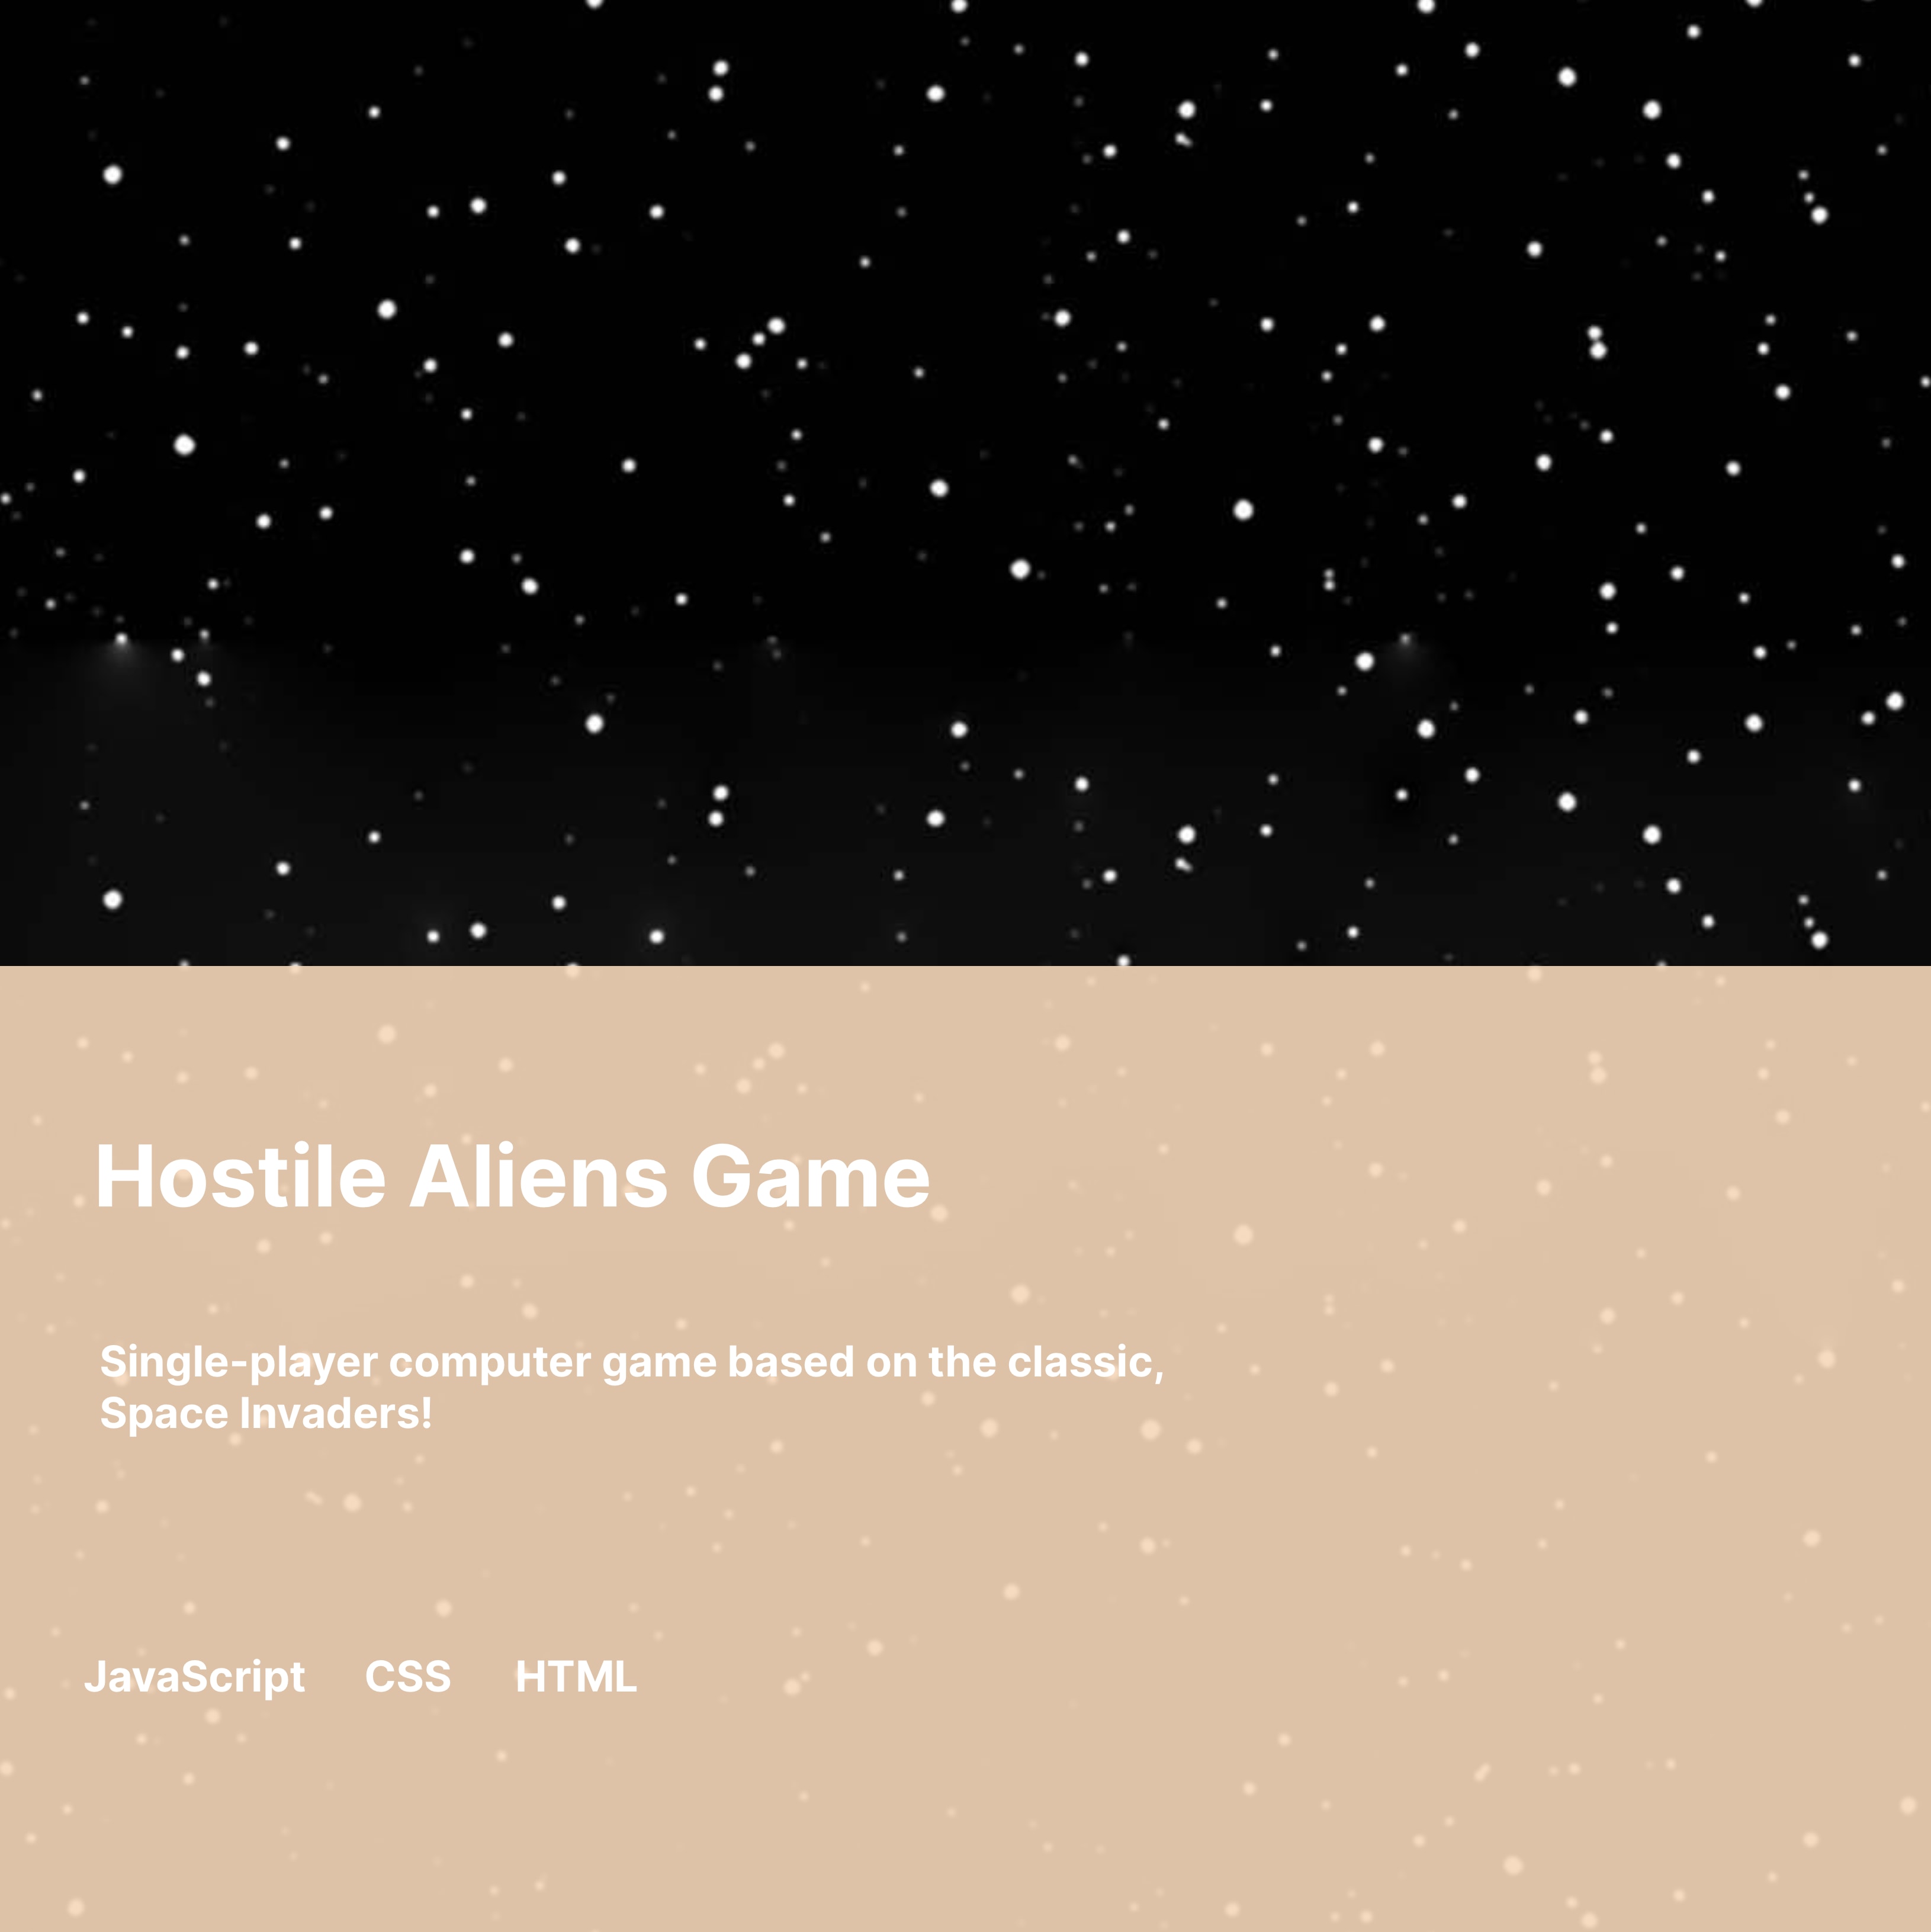 Hostile Aliens Game
Single-player computer game based on the classic,
Space Invaders!
JavaScript CSS HTML